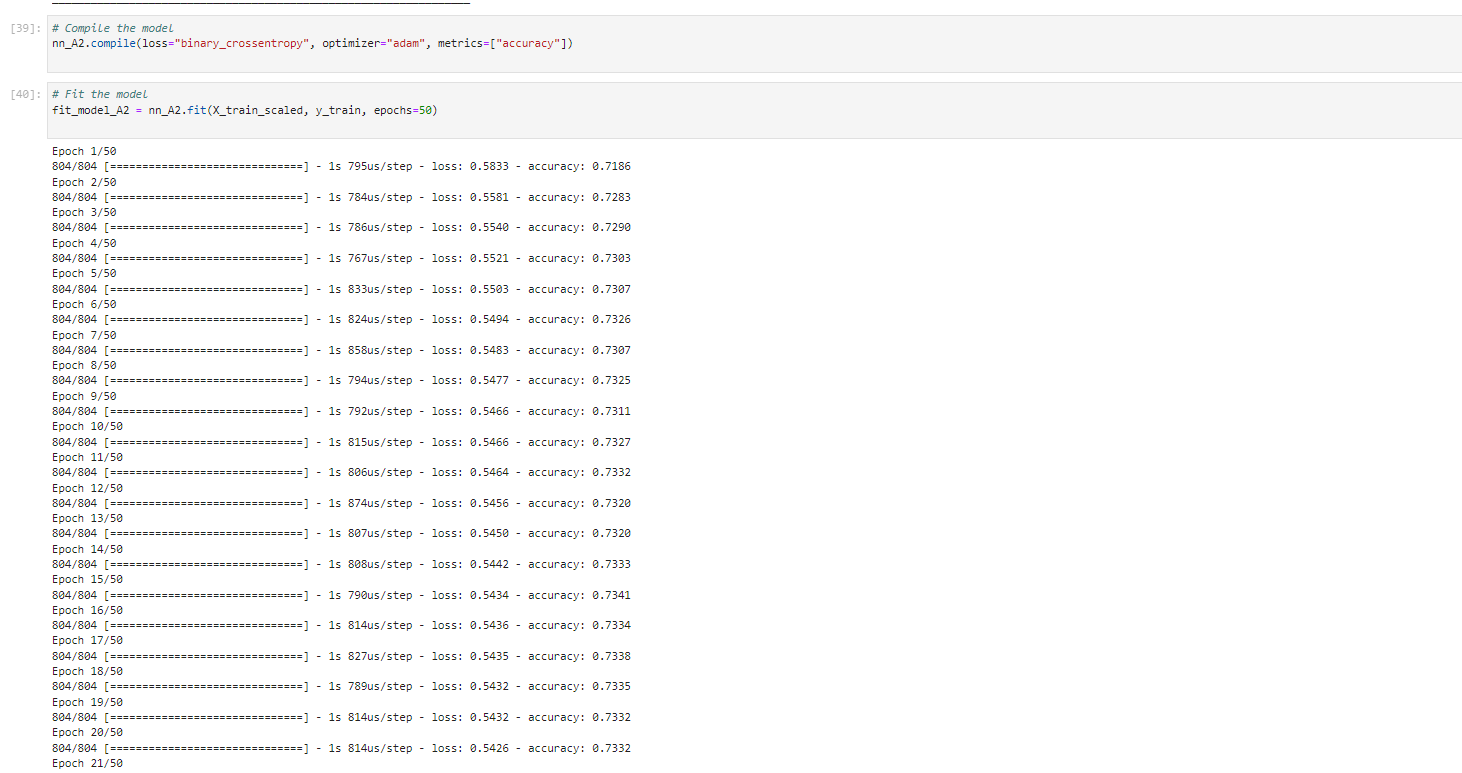 [39]: # Compile the model
nn_A2.compile(loss="binary_crossentropy", optimizer="adam", metrics=["accuracy"])
[40]: # Fit the model
fit_model_A2 = nn_A2.fit(X_train_scaled, y_train, epochs=50)
Epoch 1/50
804/804 [==============================] - 1s 795us/step - loss: 0.5833 - accuracy: 0.7186
Epoch 2/50
804/804 [==============================] - 1s 784us/step - loss: 0.5581 - accuracy: 0.7283
Epoch 3/50
804/804 [==============================] - 1s 786us/step - loss: 0.5540 - accuracy: 0.7290
Epoch 4/50
804/804 [==============================] - 1s 767us/step - loss: 0.5521 - accuracy: 0.7303
Epoch 5/50
804/804 [==============================] - 1s 833us/step - loss: 0.5503 - accuracy: 0.7307
Epoch 6/50
804/804 [==============================] - 1s 824us/step - loss: 0.5494 - accuracy: 0.7326
Epoch 7/50
804/804 [==============================] - 1s 858us/step - loss: 0.5483 - accuracy: 0.7307
Epoch 8/50
804/804 [==============================] - 1s 794us/step - loss: 0.5477 - accuracy: 0.7325
Epoch 9/50
804/804 [==============================] - 1s 792us/step - loss: 0.5466 - accuracy: 0.7311
Epoch 10/50
804/804 [==============================] - 1s 815us/step - loss: 0.5466 - accuracy: 0.7327
Epoch 11/50
804/804 [==============================] - 1s 806us/step - loss: 0.5464 - accuracy: 0.7332
Epoch 12/50
804/804 [==============================] - 1s 874us/step - loss: 0.5456 - accuracy: 0.7320
Epoch 13/50
804/804 [==============================] - 1s 807us/step - loss: 0.5450 - accuracy: 0.7320
Epoch 14/50
804/804 [==============================] - 1s 808us/step - loss: 0.5442 - accuracy: 0.7333
Epoch 15/50
804/804 [==============================] - 1s 790us/step - loss: 0.5434 - accuracy: 0.7341
Epoch 16/50
804/804 [==============================] - 1s 814us/step - loss: 0.5436 - accuracy: 0.7334
Epoch 17/50
804/804 [==============================] - 1s 827us/step - loss: 0.5435 - accuracy: 0.7338
Epoch 18/50
804/804 [==============================] - 1s 789us/step - loss: 0.5432 - accuracy: 0.7335
Epoch 19/50
804/804 [==============================] - 1s 814us/step - loss: 0.5432 - accuracy: 0.7332
Epoch 20/50
804/804 [==============================] - 1s 814us/step - loss: 0.5426 - accuracy: 0.7332
Epoch 21/50